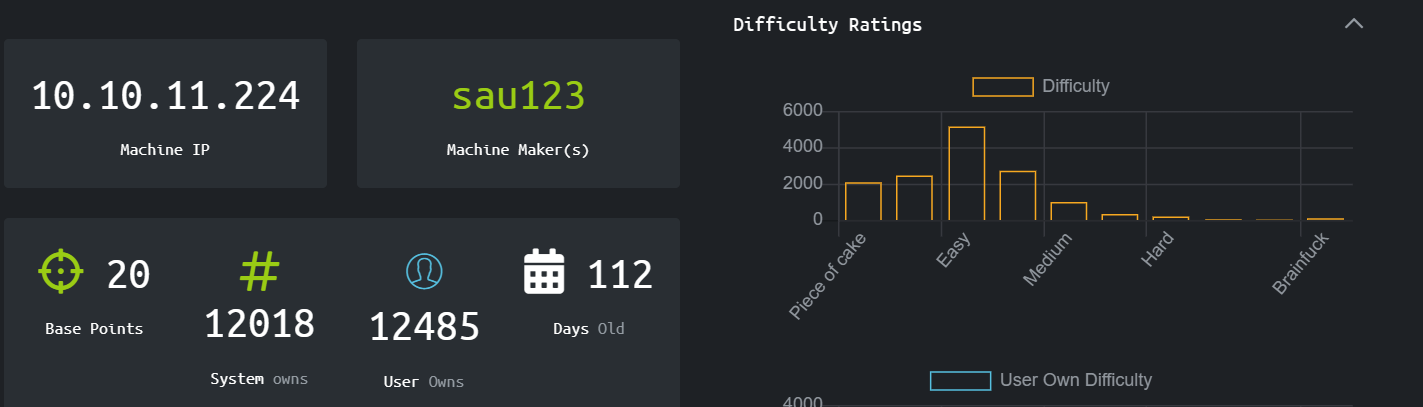 10.10.11.224
Machine IP
sau123
Machine Maker(s)
20
Base Points
#
12018
System owns
12485
User Owns
112
Days Old
Difficulty Ratings
Difficulty
6000
4000
2000
0
Piece of cake
Easy
Medium
Hard
Brainfuck
User Own Difficulty
4000